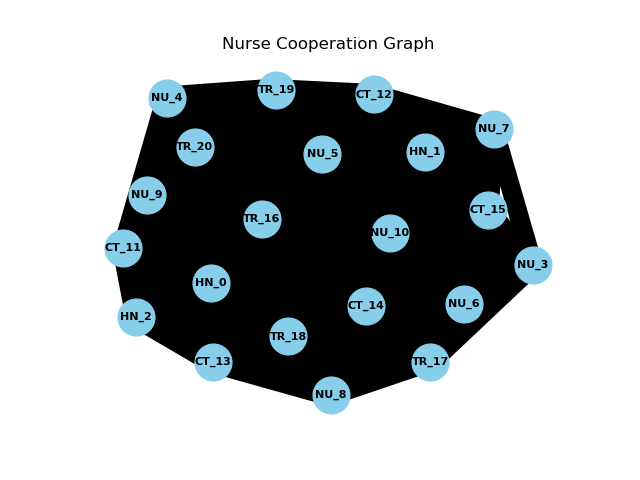 Nurse Cooperation Graph
TR_19
CT_12
NU_4
NU_7
TR_20
NU_5
HN_1
NU_9
CT_15
TR_16
NU_10
CT_11
NU_3
HN_0
CT_14
NU_6
HN_2
TR_18
CT_13
TR_17
NU_8